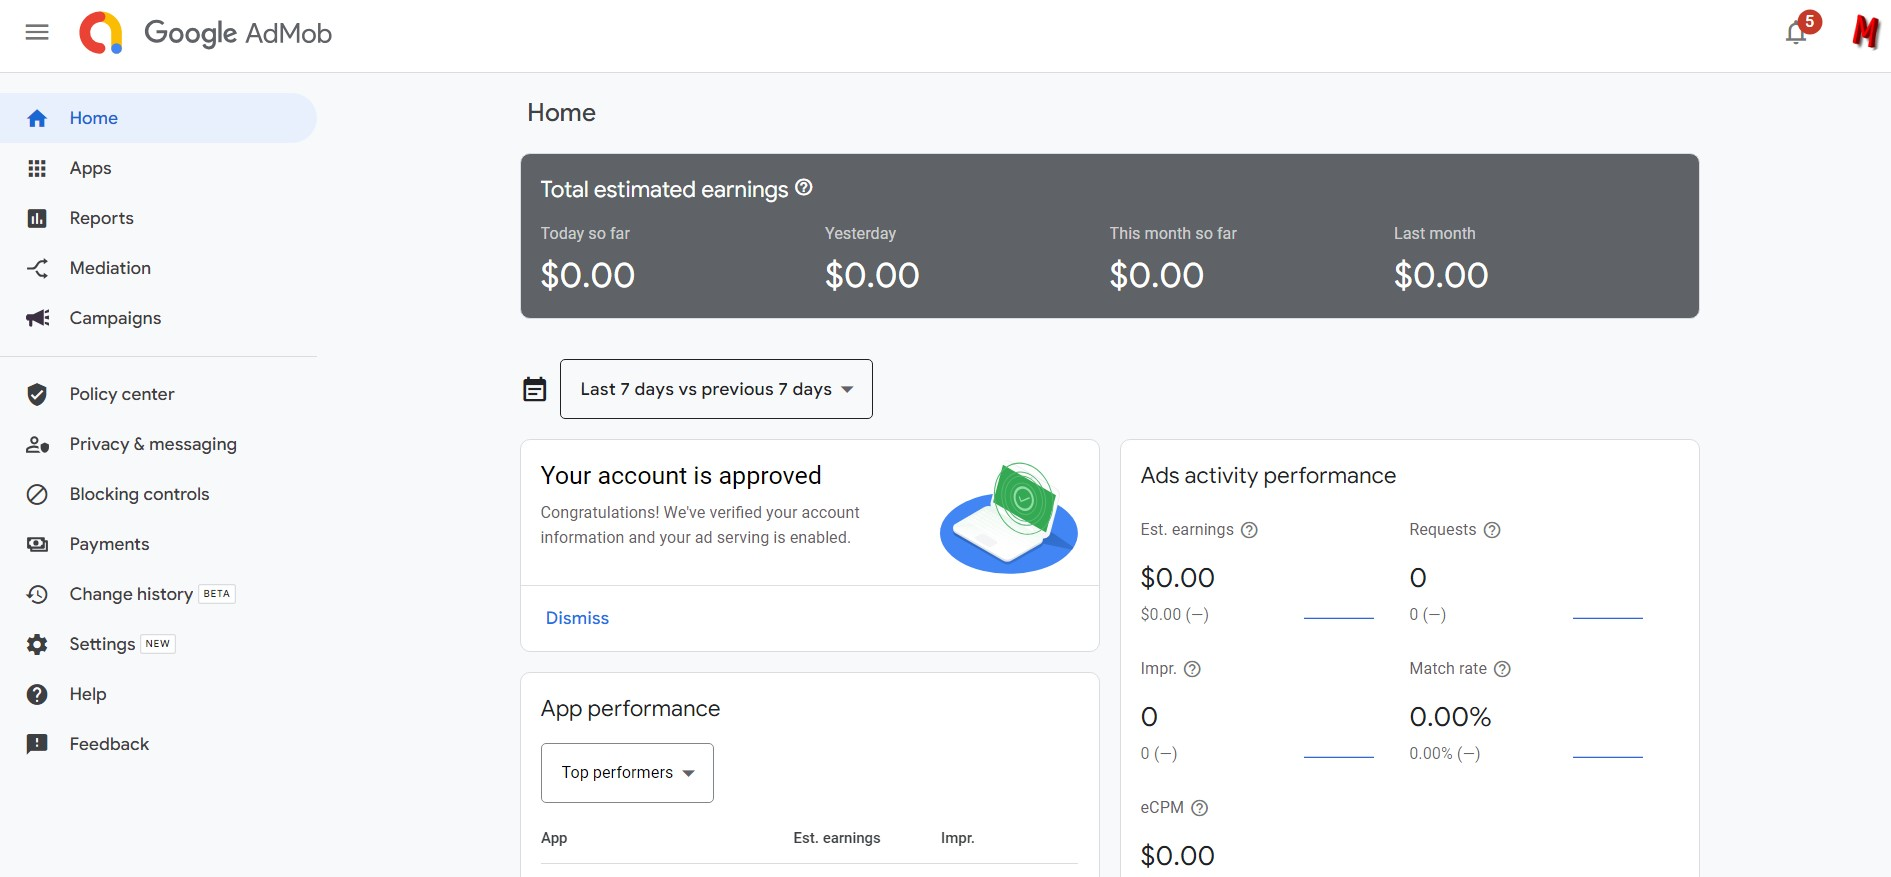 Google AdMob
5
M
Home
Apps
Reports
Mediation
Campaigns
Policy center
Privacy & messaging
Blocking controls
Payments
Change history BETA
Settings NEW
Help
Feedback
Home
Total estimated earnings
Today so far
$0.00
Yesterday
$0.00
This month so far
$0.00
Last month
$0.00
Last 7 days vs previous 7 days
Your account is approved
Congratulations! We've verified your account
information and your ad serving is enabled.
Dismiss
App performance
Top performers
App Est. earnings Impr.
Ads activity performance
Est. earnings
$0.00
$0.00 (—)
Requests
0
0 (—)
Impr.
0
0 (—)
Match rate
0.00%
0.00% (—)
eCPM
$0.00